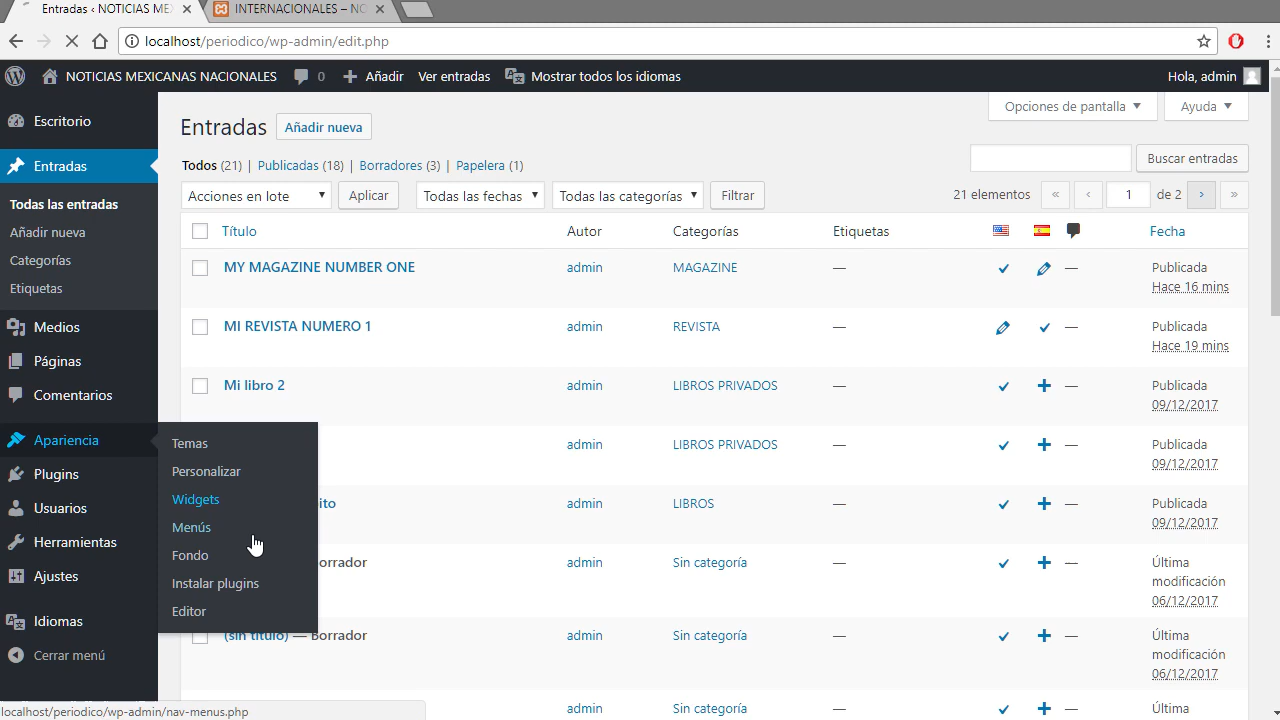 Entradas ‹ NOTICIAS MEX
INTERNACIONALES – NO
localhost/periodico/wp-admin/edit.php
NOTICIAS MEXICANAS NACIONALES 0 Añadir Ver entradas Mostrar todos los idiomas Hola, admin
Opciones de pantalla Ayuda
Escritorio
Entradas
Todas las entradas
Añadir nueva
Categorías
Etiquetas
Medios
Páginas
Comentarios
Apariencia
Plugins
Usuarios
Herramientas
Ajustes
Idiomas
Cerrar menú
Temas
Personalizar
Widgets
Menús
Fondo
Instalar plugins
Editor
Entradas Añadir nueva
Todos (21) | Publicadas (18) | Borradores (3) | Papelera (1)
Buscar entradas
Acciones en lote Aplicar Todas las fechas Todas las categorías Filtrar 21 elementos « ‹ 1 de 2 › »
Título Autor Categorías Etiquetas Fecha
MY MAGAZINE NUMBER ONE admin MAGAZINE — — Publicada
Hace 16 mins
MI REVISTA NUMERO 1 admin REVISTA — — Publicada
Hace 19 mins
Mi libro 2 admin LIBROS PRIVADOS — — Publicada
09/12/2017
admin LIBROS PRIVADOS — — Publicada
09/12/2017
ito admin LIBROS — — Publicada
09/12/2017
orrador admin Sin categoría — — Última
modificación
06/12/2017
(sin título) — Borrador admin Sin categoría — — Última
modificación
06/12/2017
admin Sin categoría — — Última
localhost/periodico/wp-admin/nav-menus.php